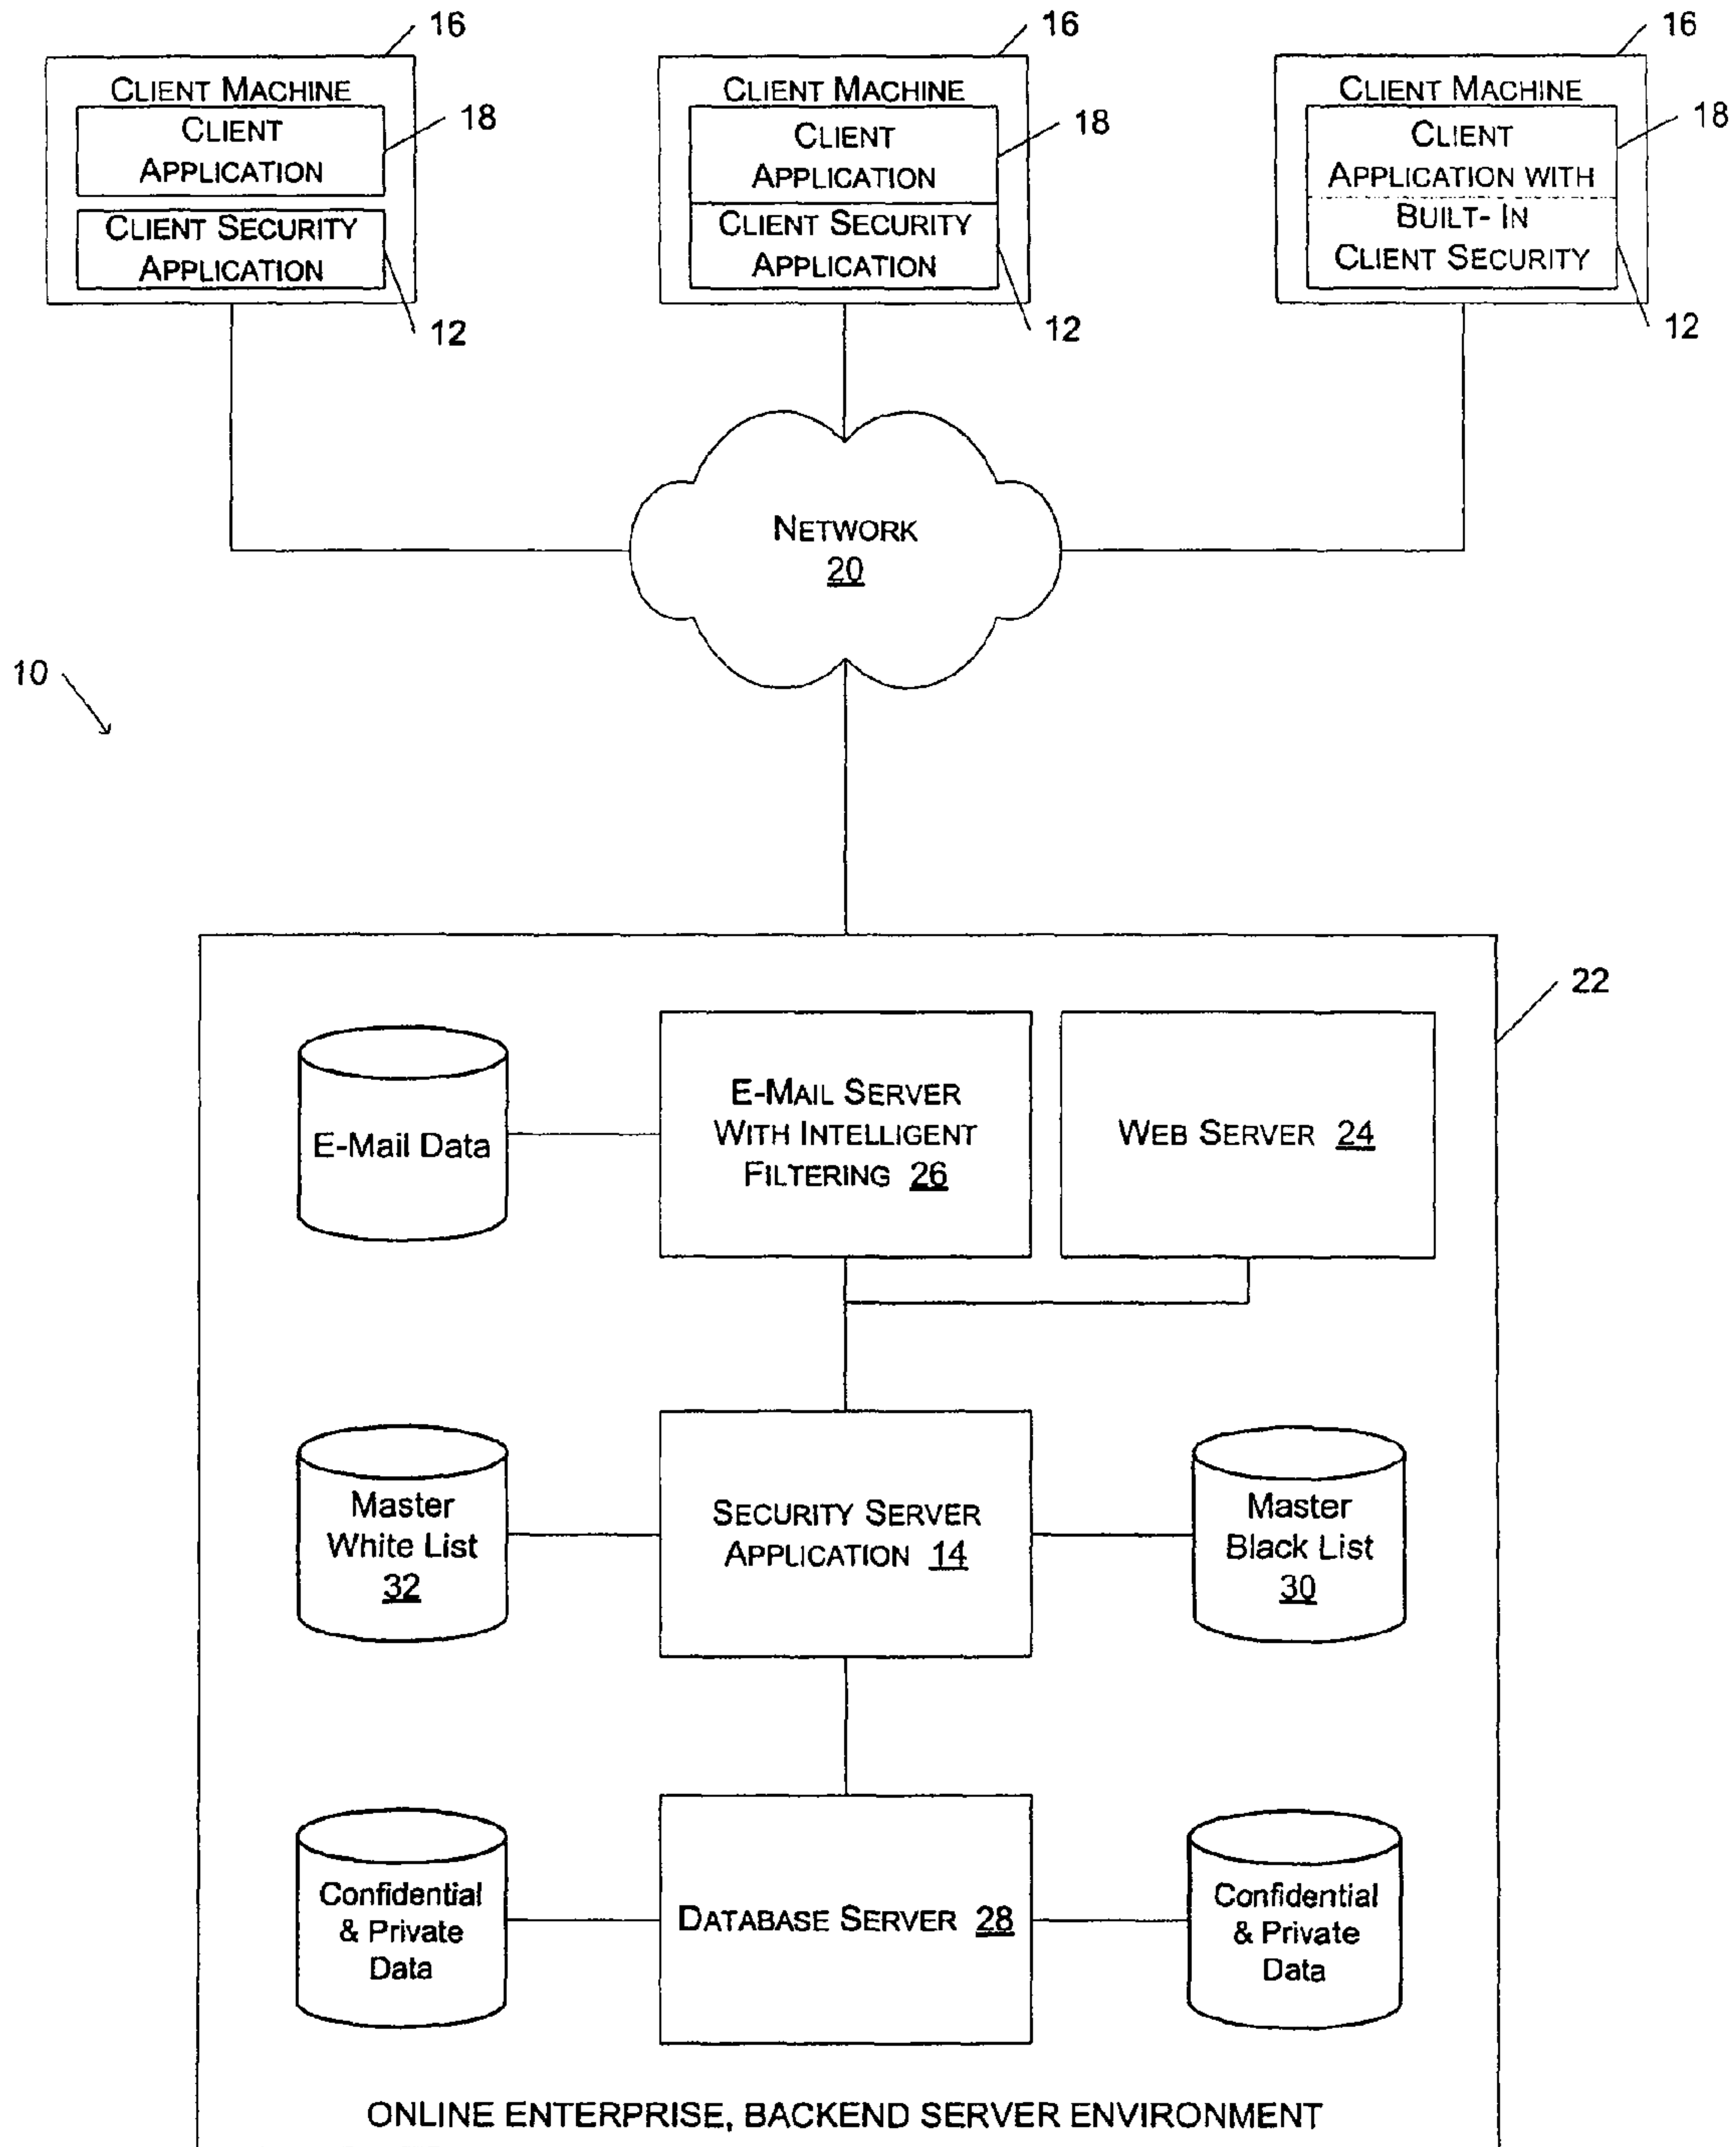 16
16
16
CLIENT MACHINE
CLIENT
APPLICATION
18
CLIENT SECURITY
APPLICATION
12
CLIENT MACHINE
CLIENT
APPLICATION
18
CLIENT SECURITY
APPLICATION
12
CLIENT MACHINE
CLIENT
APPLICATION WITH
18
BUILT- IN
CLIENT SECURITY
12
NETWORK
20
10
22
E-Mail Data
E-MAIL SERVER
WITH INTELLIGENT
FILTERING 26
WEB SERVER 24
Master
White List
32
SECURITY SERVER
APPLICATION 14
Master
Black List
30
Confidential
& Private
Data
DATABASE SERVER 28
Confidential
& Private
Data
ONLINE ENTERPRISE, BACKEND SERVER ENVIRONMENT